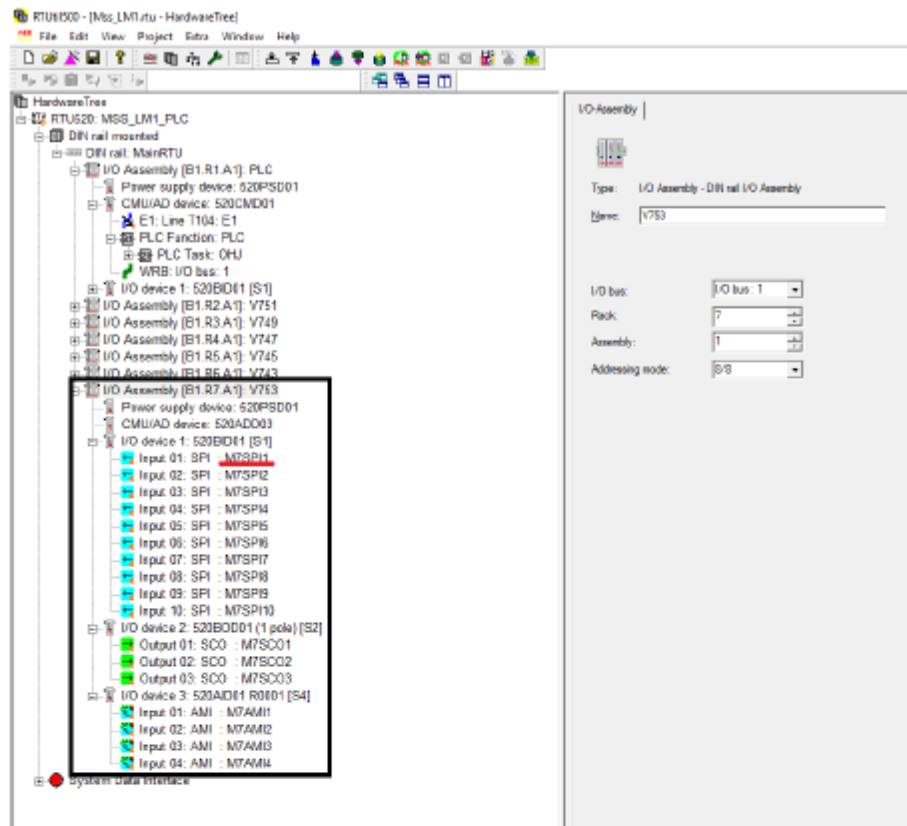 RTUtil500 - [Mss_LM1.rtu - HardwareTree]
File Edit View Project Extra Window Help
HardwareTree
RTU520: MSS_LM1_PLC
DIN rail mounted
DIN rail: MainRTU
I/O Assembly [B1.R1.A1]: PLC
Power supply device: 520PSD01
CMU/AD device: 520CMD01
E1: Line T104: E1
PLC Function: PLC
PLC Task: OHJ
WRB: I/O bus: 1
I/O device 1: 520BID01 [S1]
I/O Assembly [B1.R2.A1]: V751
I/O Assembly [B1.R3.A1]: V749
I/O Assembly [B1.R4.A1]: V747
I/O Assembly [B1.R5.A1]: V745
I/O Assembly [B1.R6.A1]: V743
I/O Assembly [B1.R7.A1]: V753
Power supply device: 520PSD01
CMU/AD device: 520ADD03
I/O device 1: 520BID01 [S1]
Input 01: SPI : M7SPI1
Input 02: SPI : M7SPI2
Input 03: SPI : M7SPI3
Input 04: SPI : M7SPI4
Input 05: SPI : M7SPI5
Input 06: SPI : M7SPI6
Input 07: SPI : M7SPI7
Input 08: SPI : M7SPI8
Input 09: SPI : M7SPI9
Input 10: SPI : M7SPI10
I/O device 2: 520BOD01 (1 pole) [S2]
Output 01: SCO : M7SCO1
Output 02: SCO : M7SCO2
Output 03: SCO : M7SCO3
I/O device 3: 520AID01 R0001 [S4]
Input 01: AMI : M7AMI1
Input 02: AMI : M7AMI2
Input 03: AMI : M7AMI3
Input 04: AMI : M7AMI4
System Data Interface
I/O-Assembly
Type: I/O Assembly - DIN rail I/O Assembly
Name: V753
I/O bus: I/O bus: 1
Rack: 7
Assembly: 1
Addressing mode: 8/8